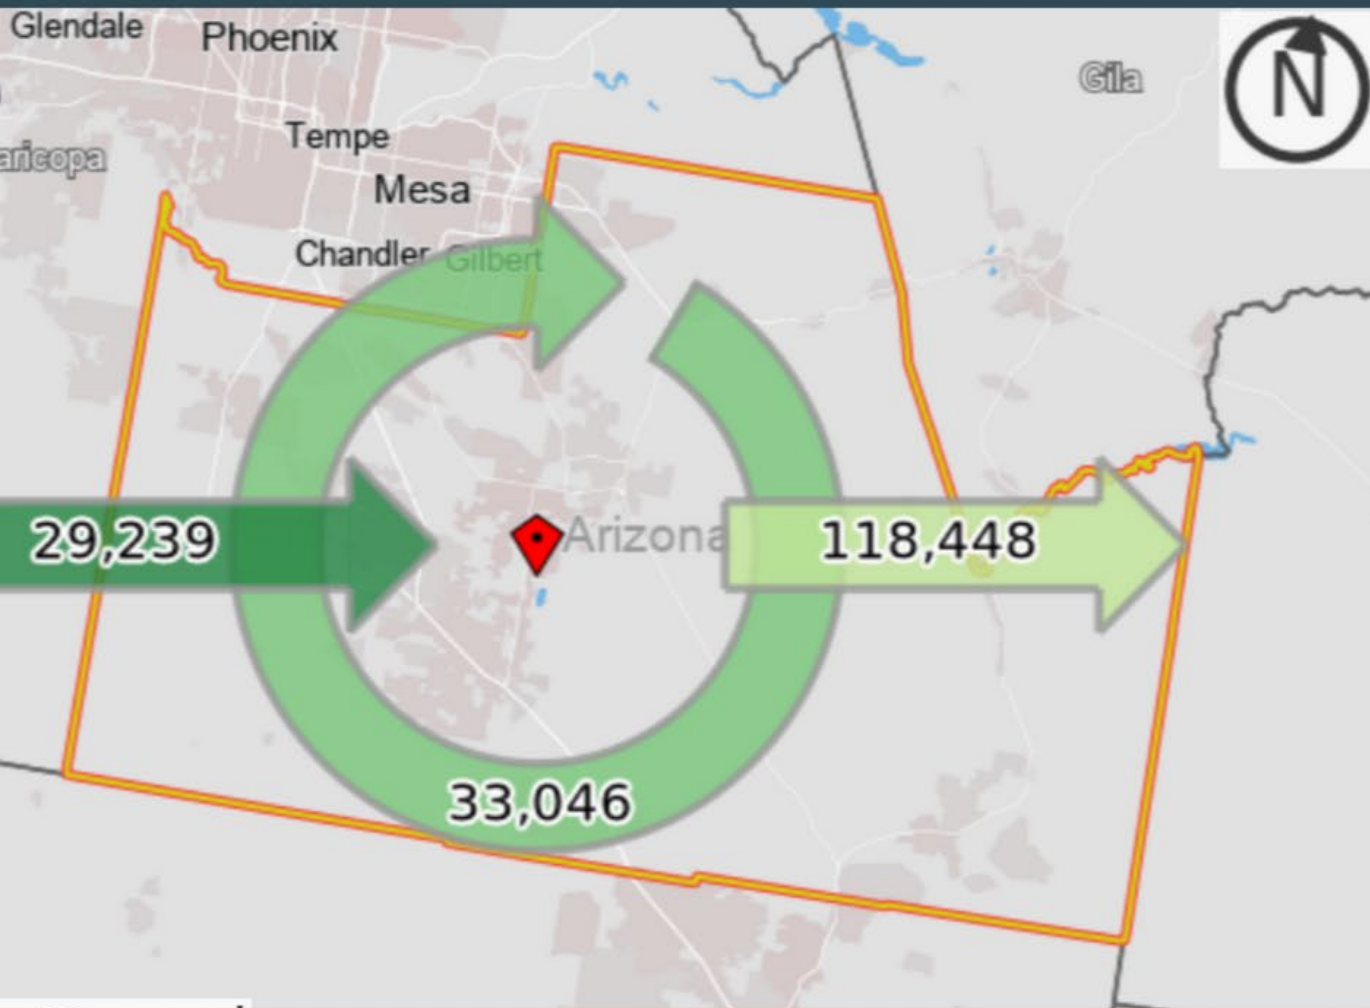 Glendale
Phoenix
Gila
N
Tempe
aricopa
Mesa
Chandler
Gilbert
29,239
Arizona
118,448
33,046